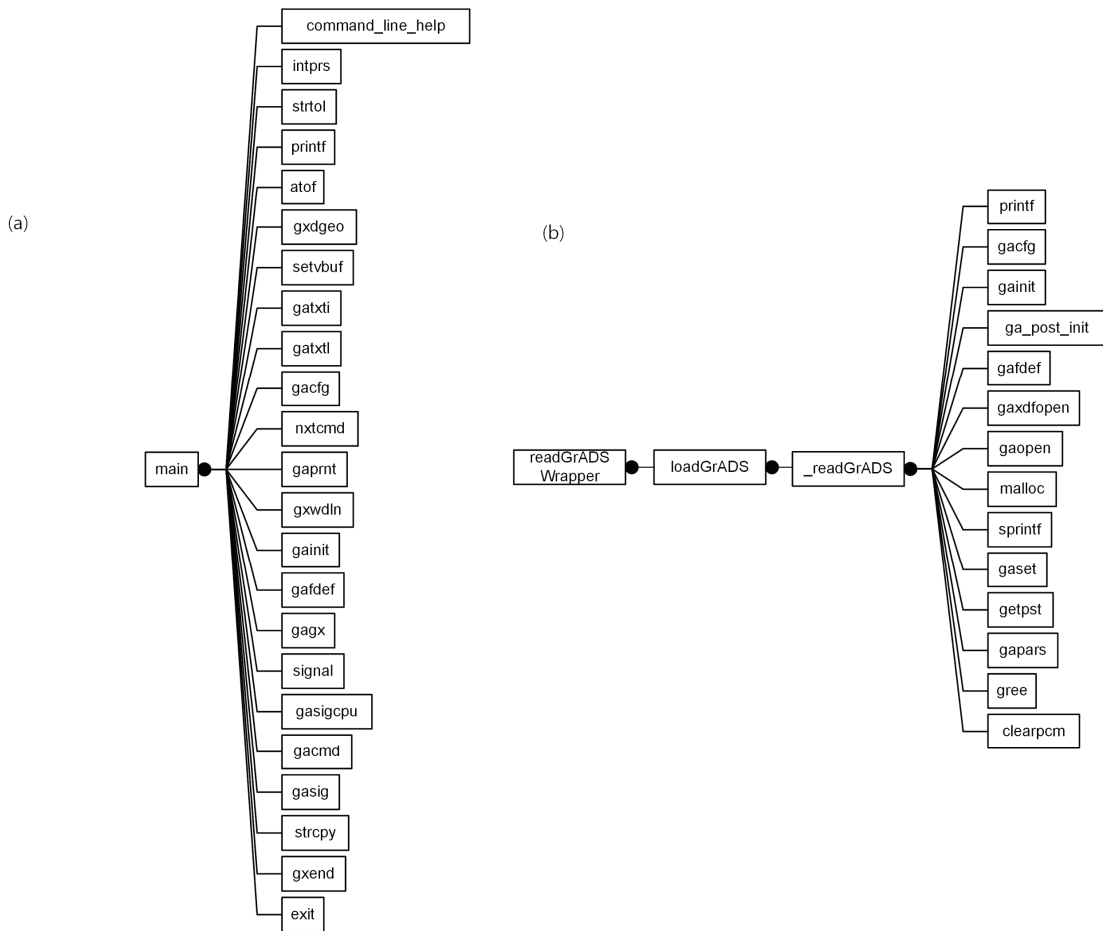 (a)
main
command_line_help
intprs
strtol
printf
atof
gxdgeo
setvbuf
gatxti
gatxtl
gacfg
nxtcmd
gaprnt
gxwdln
gainit
gafdef
gagx
signal
gasigcpu
gacmd
gasig
strcpy
gxend
exit
(b)
readGrADS
Wrapper
loadGrADS
_readGrADS
printf
gacfg
gainit
ga_post_init
gafdef
gaxdfopen
gaopen
malloc
sprintf
gaset
getpst
gapars
gree
clearpcm